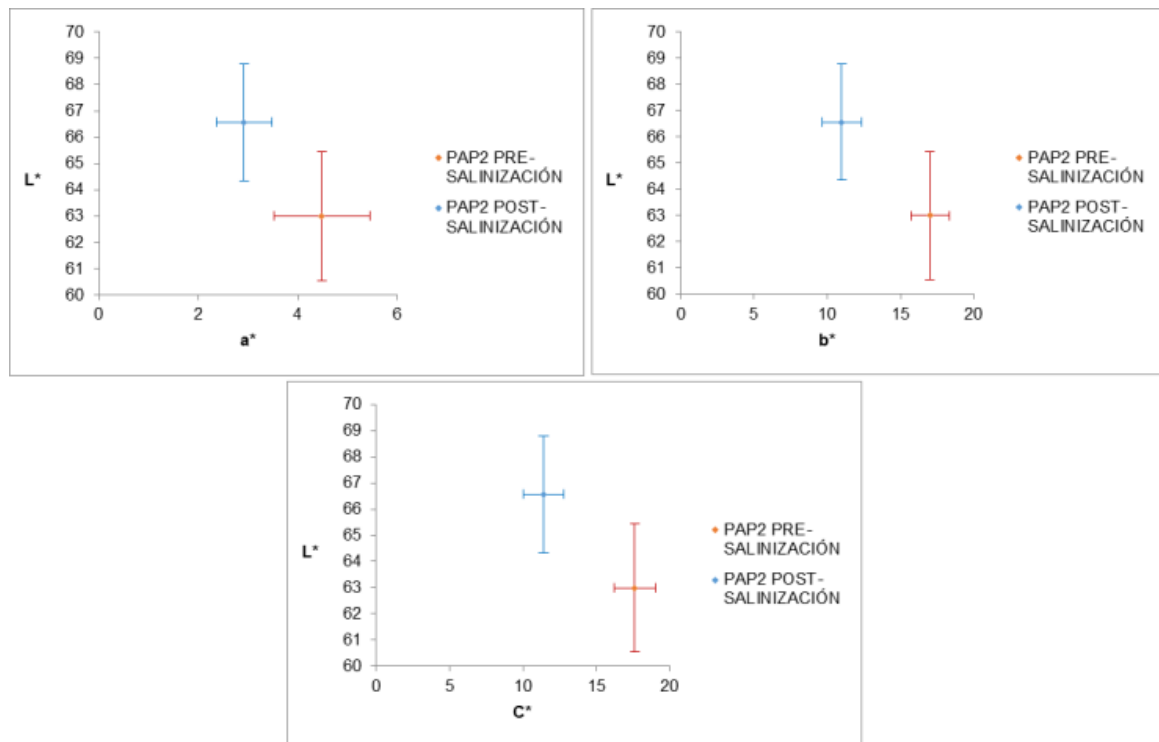 70
69
68
67
66
65
64
63
62
61
60
L*
0
2
4
6
a*
PAP2 PRE-
SALINIZACIÓN
PAP2 POST-
SALINIZACIÓN
70
69
68
67
66
65
64
63
62
61
60
L*
0
5
10
15
20
b*
PAP2 PRE-
SALINIZACIÓN
PAP2 POST-
SALINIZACIÓN
70
69
68
67
66
65
64
63
62
61
60
L*
0
5
10
15
20
C*
PAP2 PRE-
SALINIZACIÓN
PAP2 POST-
SALINIZACIÓN